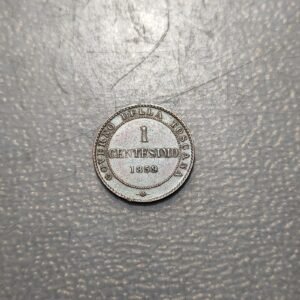 GOVERNO DELLA TOSCANA
1
CENTESIMO
1859